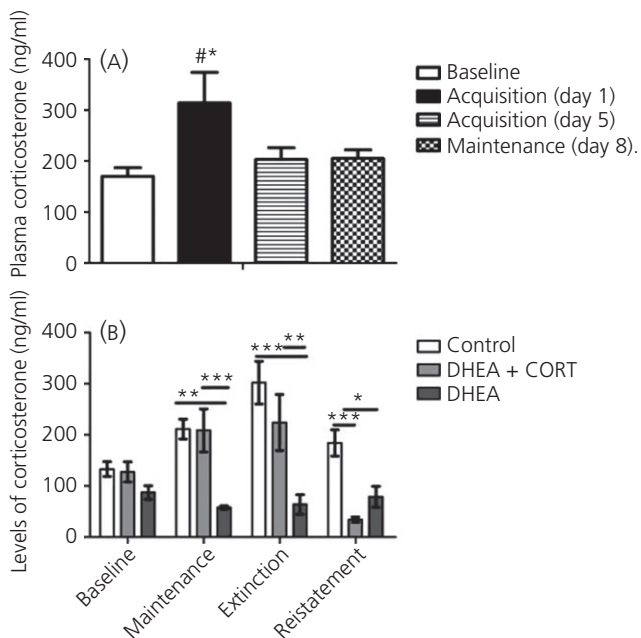 (A)
Plasma corticosterone (ng/ml)
400
300
200
100
0
#*
Baseline
Acquisition (day 1)
Acquisition (day 5)
Maintenance (day 8).
(B)
Levels of corticosterone (ng/ml)
400
300
200
100
0
** ***
*** **
*** *
Control
DHEA + CORT
DHEA
Baseline
Maintenance
Extinction
Reistatement